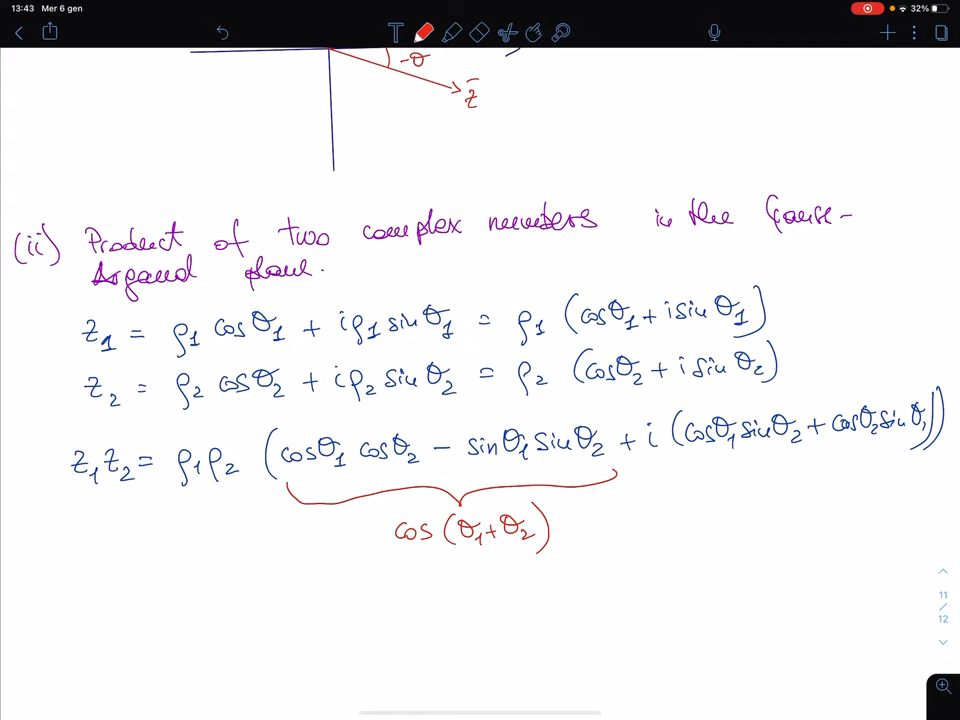 13:43 Mer 6 gen 32%
-θ
z̄
(ii) Product of two complex numbers in the Gauss-
Argand plane.
z₁ = ρ₁ cosθ₁ + iρ₁ sinθ₁ = ρ₁ (cosθ₁ + i sinθ₁)
z₂ = ρ₂ cosθ₂ + iρ₂ sinθ₂ = ρ₂ (cosθ₂ + i sinθ₂)
z₁z₂ = ρ₁ρ₂ (cosθ₁ cosθ₂ − sinθ₁ sinθ₂ + i (cosθ₁ sinθ₂ + cosθ₂ sinθ₁))
cos (θ₁+θ₂)
11
/
12